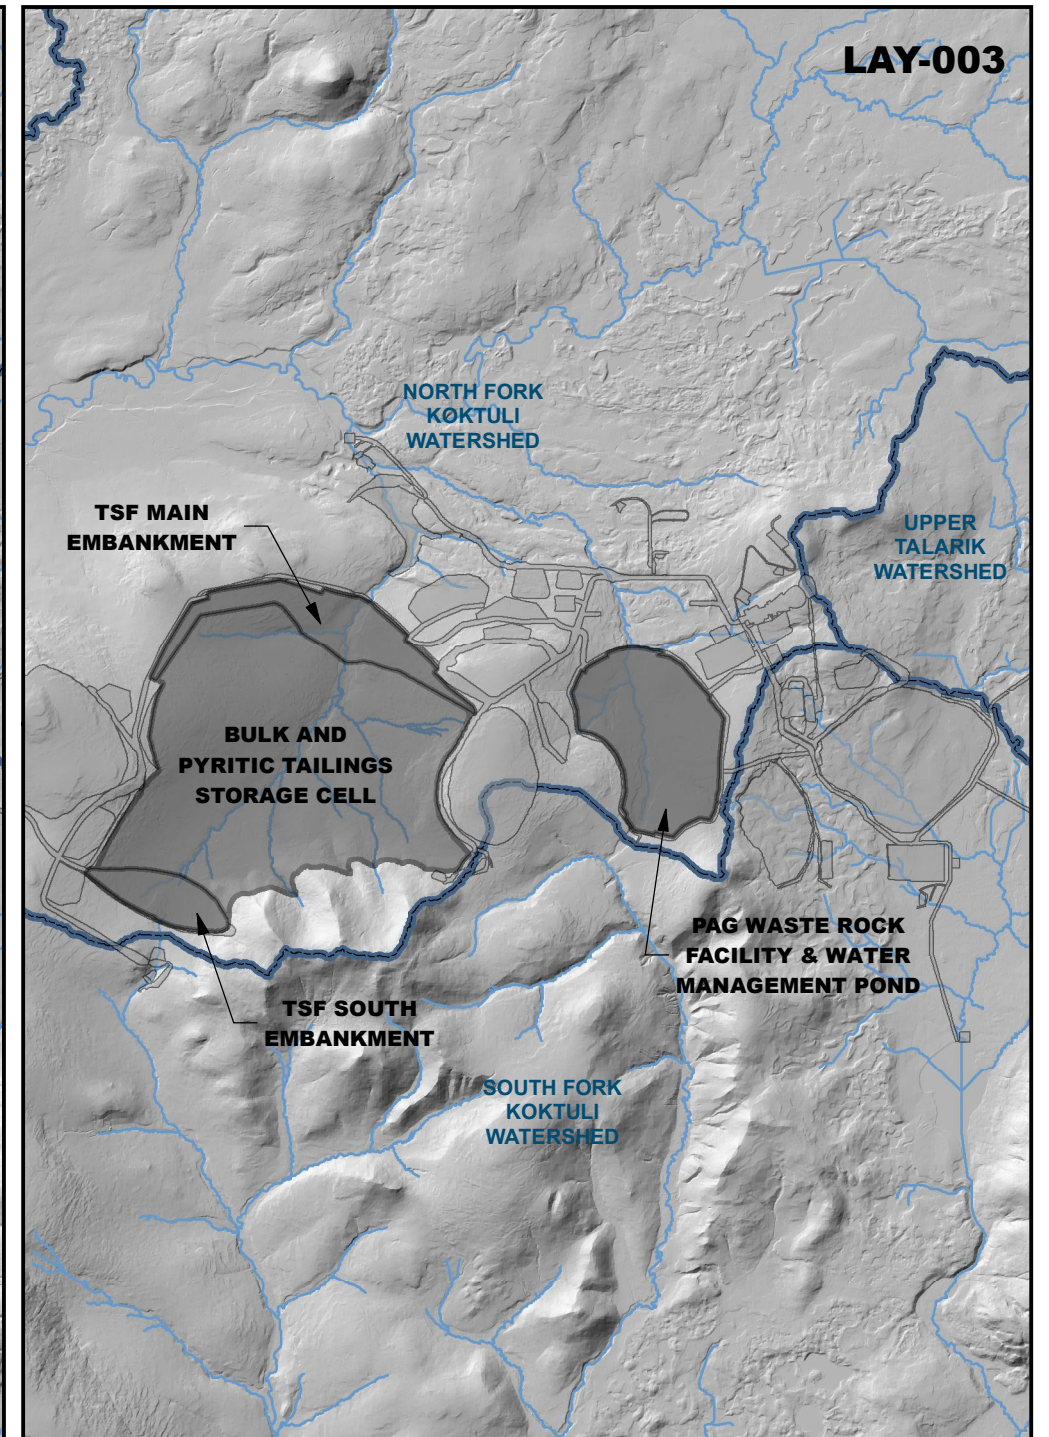 LAY-003
NORTH FORK
KOKTULI
WATERSHED
TSF MAIN
EMBANKMENT
UPPER
TALARIK
WATERSHED
BULK AND
PYRITIC TAILINGS
STORAGE CELL
PAG WASTE ROCK
FACILITY & WATER
MANAGEMENT POND
TSF SOUTH
EMBANKMENT
SOUTH FORK
KOKTULI
WATERSHED